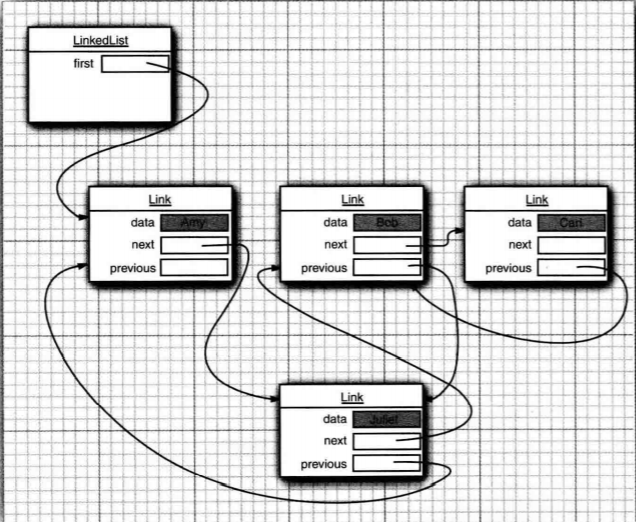 LinkedList
first
Link
data Amy
next
previous
Link
data Bob
next
previous
Link
data Carl
next
previous
Link
data Juliet
next
previous